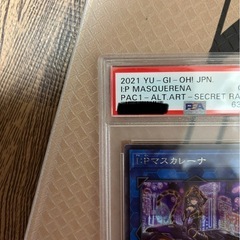 2021 YU-GI-OH! JPN.
I:P MASQUERENA
PAC1-ALT.ART-SECRET RA
PSA
I:Pマスカレーナ